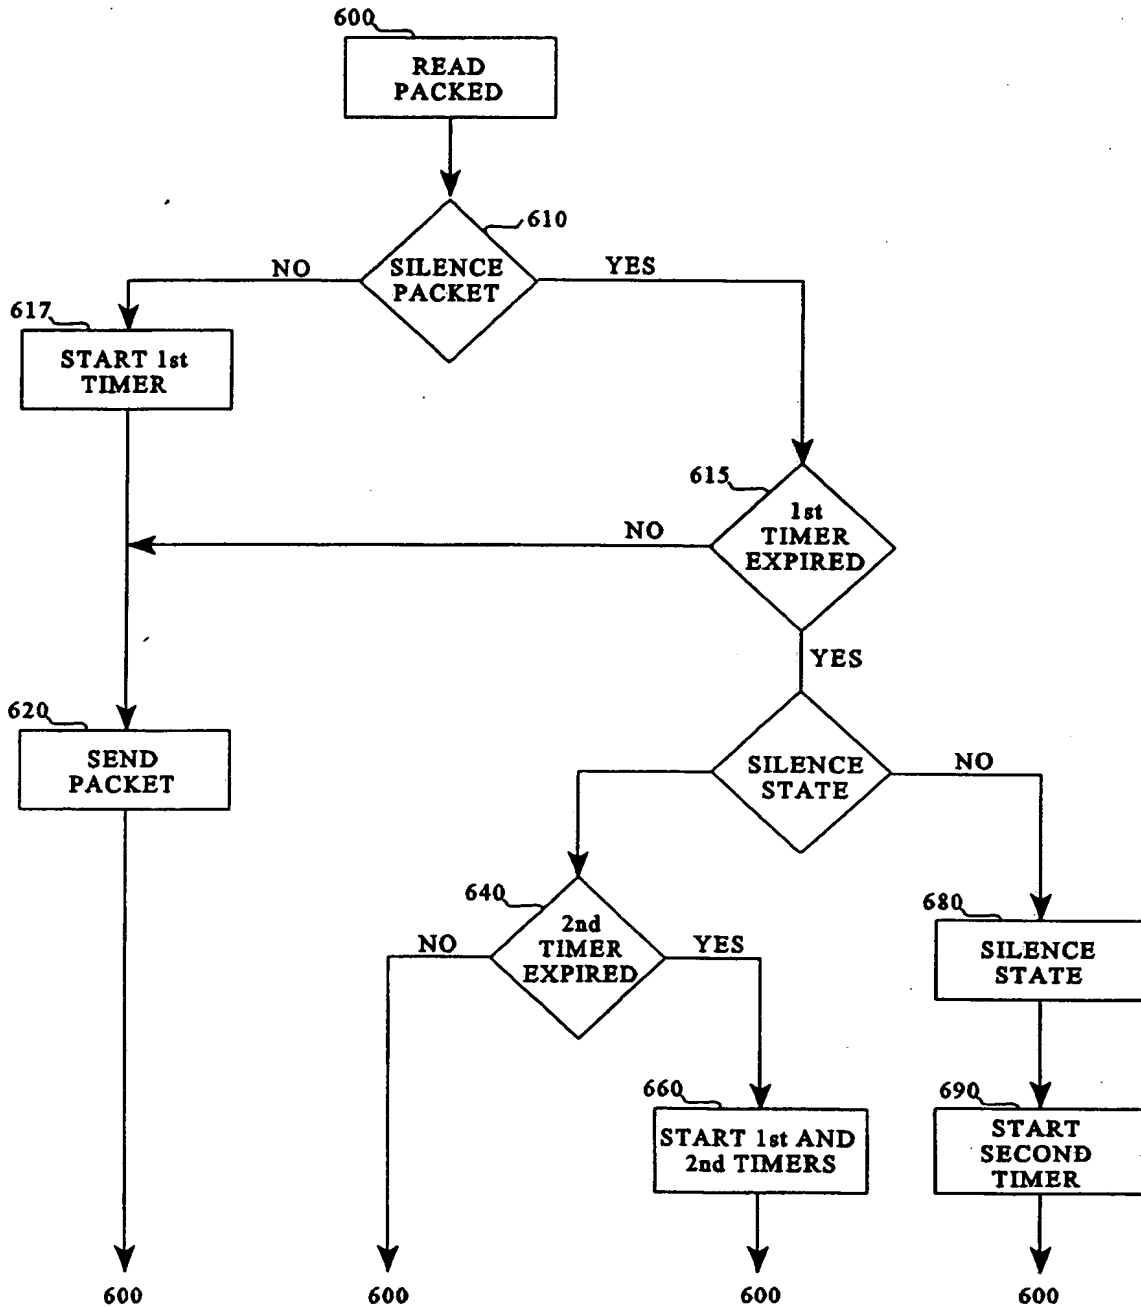 600
READ
PACKED
610
SILENCE
PACKET
NO
YES
617
START 1st
TIMER
615
1st
TIMER
EXPIRED
NO
YES
620
SEND
PACKET
SILENCE
STATE
NO
640
2nd
TIMER
EXPIRED
NO
YES
680
SILENCE
STATE
660
START 1st AND
2nd TIMERS
690
START
SECOND
TIMER
600
600
600
600